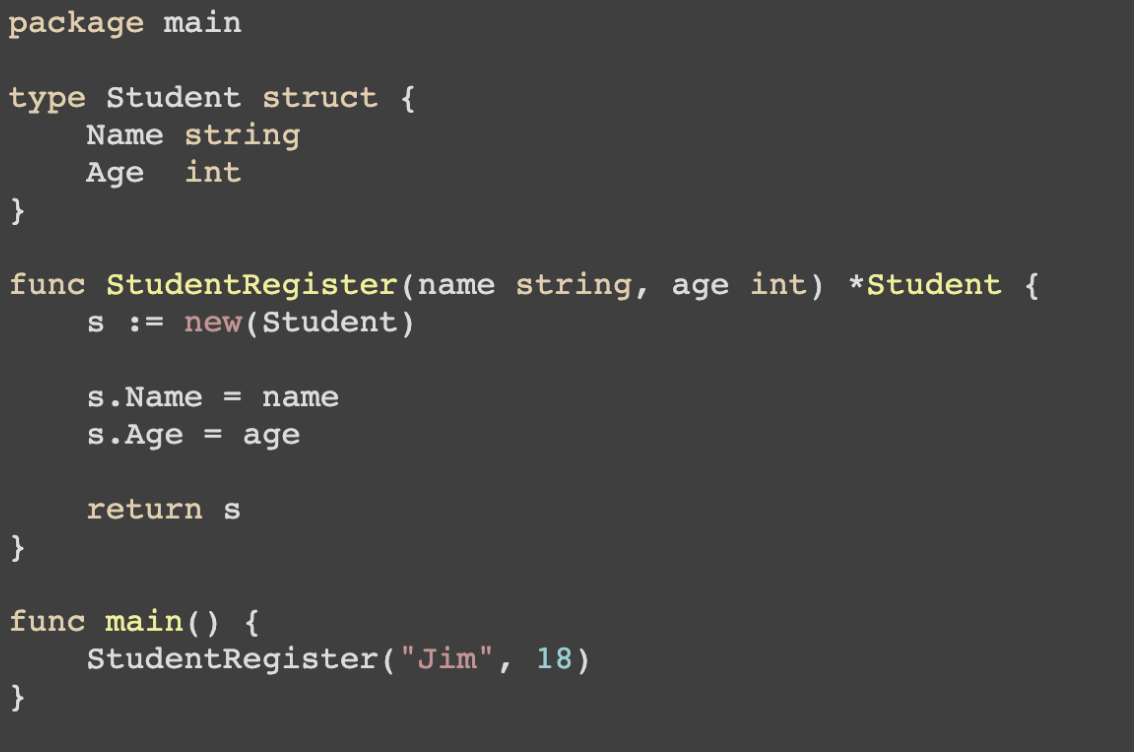 package main
type Student struct {
    Name string
    Age  int
}
func StudentRegister(name string, age int) *Student {
    s := new(Student)
    s.Name = name
    s.Age = age
    return s
}
func main() {
    StudentRegister("Jim", 18)
}